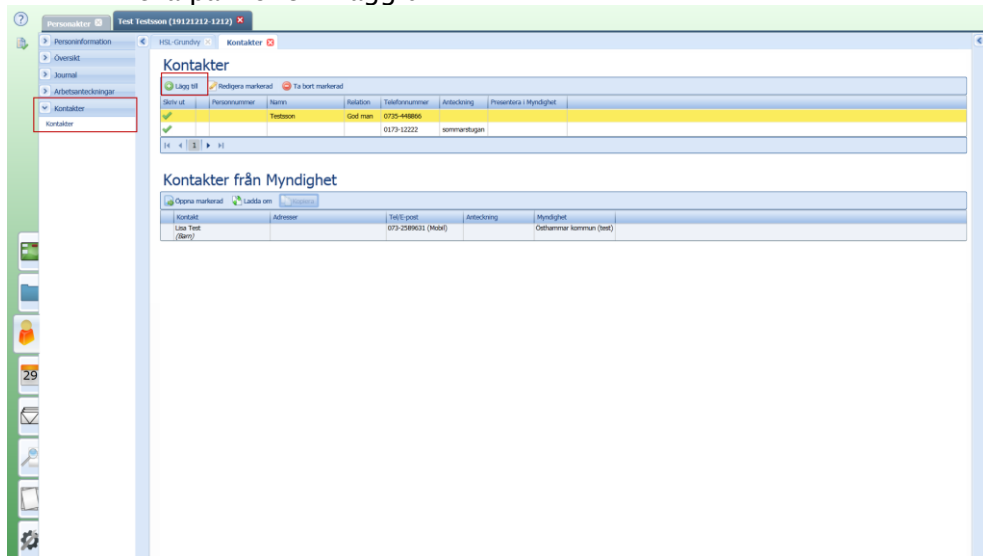 Personakter
Test Testsson (19121212-1212)
Personinformation
Översikt
Journal
Arbetsanteckningar
Kontakter
Kontakter
HSL-Grundvy
Kontakter
Kontakter
Lägg till Redigera markerad Ta bort markerad
Skriv ut Personnummer Namn Relation Telefonnummer Anteckning Presentera i Myndighet
Testsson God man 0735-448866
0173-12222 sommarstugan
1
Kontakter från Myndighet
Öppna markerad Ladda om
Kontakt Adresser Tel/E-post Anteckning Myndighet
Lisa Test 073-2589631 (Mobil) Östhammar kommun (test)
(Barn)
29